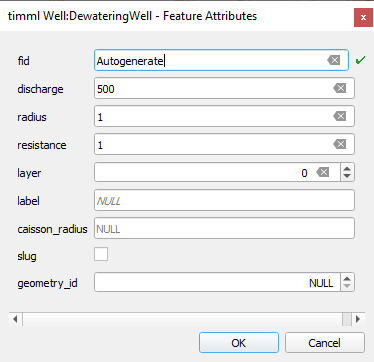 timml Well:DewateringWell - Feature Attributes
fid Autogenerate
discharge 500
radius 1
resistance 1
layer 0
label NULL
caisson_radius NULL
slug
geometry_id NULL
OK Cancel